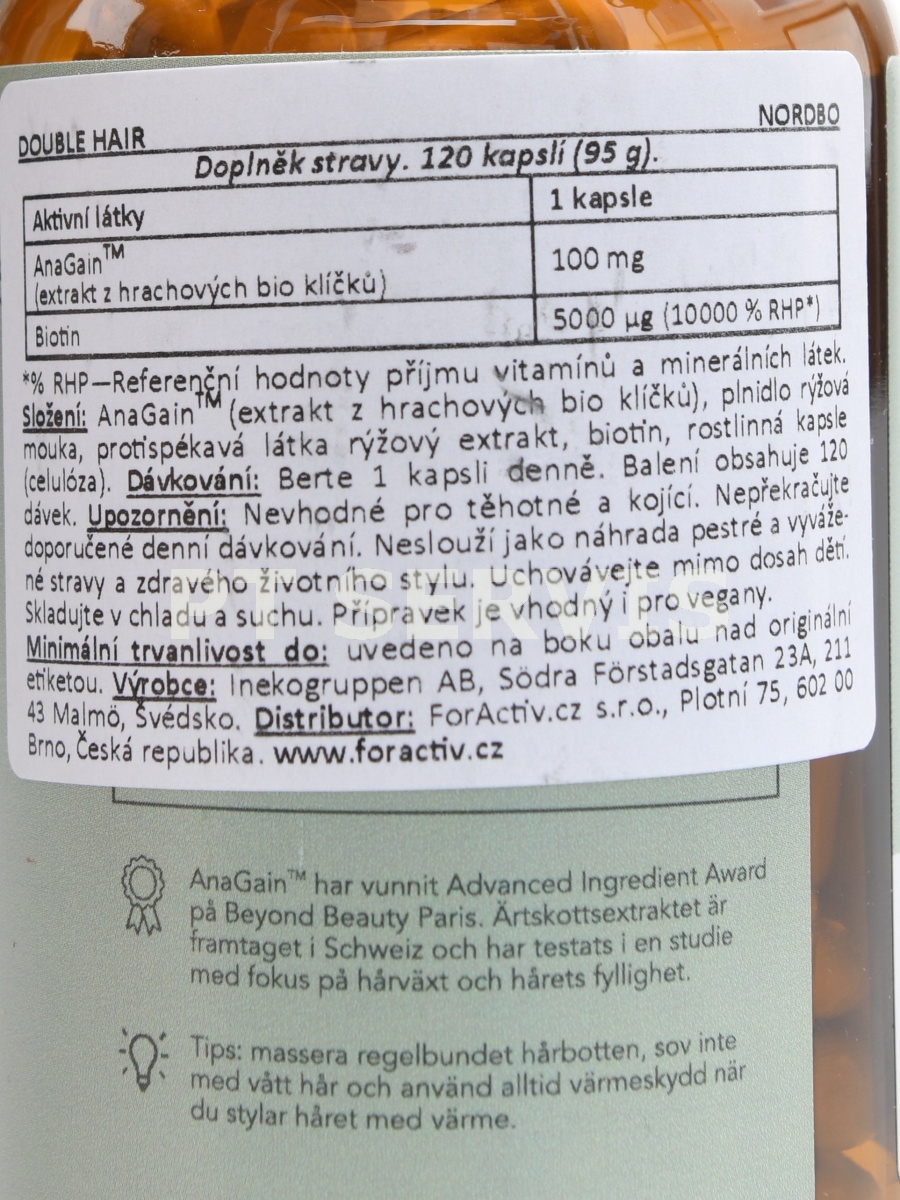 DOUBLE HAIR NORDBO
Doplněk stravy. 120 kapslí (95 g).
Aktivní látky 1 kapsle
AnaGain™ 100 mg
(extrakt z hrachových bio klíčků)
Biotin 5000 µg (10000 % RHP*)
*% RHP—Referenční hodnoty příjmu vitamínů a minerálních látek.
Složení: AnaGain™ (extrakt z hrachových bio klíčků), plnidlo rýžová
mouka, protispékavá látka rýžový extrakt, biotin, rostlinná kapsle
(celulóza). Dávkování: Berte 1 kapsli denně. Balení obsahuje 120
dávek. Upozornění: Nevhodné pro těhotné a kojící. Nepřekračujte
doporučené denní dávkování. Neslouží jako náhrada pestré a vyváže-
né stravy a zdravého životního stylu. Uchovávejte mimo dosah dětí.
Skladujte v chladu a suchu. Přípravek je vhodný i pro vegany.
PT SERVIS
Minimální trvanlivost do: uvedeno na boku obalu nad originální
etiketou. Výrobce: Inekogruppen AB, Södra Förstadsgatan 23A, 211
43 Malmö, Švédsko. Distributor: ForActiv.cz s.r.o., Plotní 75, 602 00
Brno, Česká republika. www.foractiv.cz
AnaGain™ har vunnit Advanced Ingredient Award
på Beyond Beauty Paris. Ärtskottsextraktet är
framtaget i Schweiz och har testats i en studie
med fokus på hårväxt och hårets fyllighet.
Tips: massera regelbundet hårbotten, sov inte
med vått hår och använd alltid värmeskydd när
du stylar håret med värme.